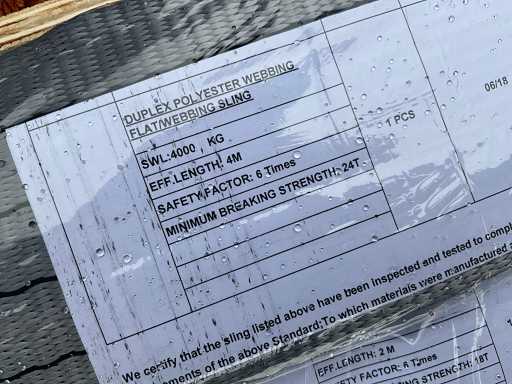 DUPLEX POLYESTER WEBBING
FLAT/WEBBING SLING
SWL:4000 , KG
EFF.LENGTH: 4M
SAFETY FACTOR: 6 Times
MINIMUM BREAKING STRENGTH: 24T
1 PCS
06/18
We certify that the sling listed above have been inspected and tested to
of the above Standard;To which materials were manufactured
EFF.LENGTH: 2 M
SAFETY FACTOR: 6 Times
STRENGTH: 18T